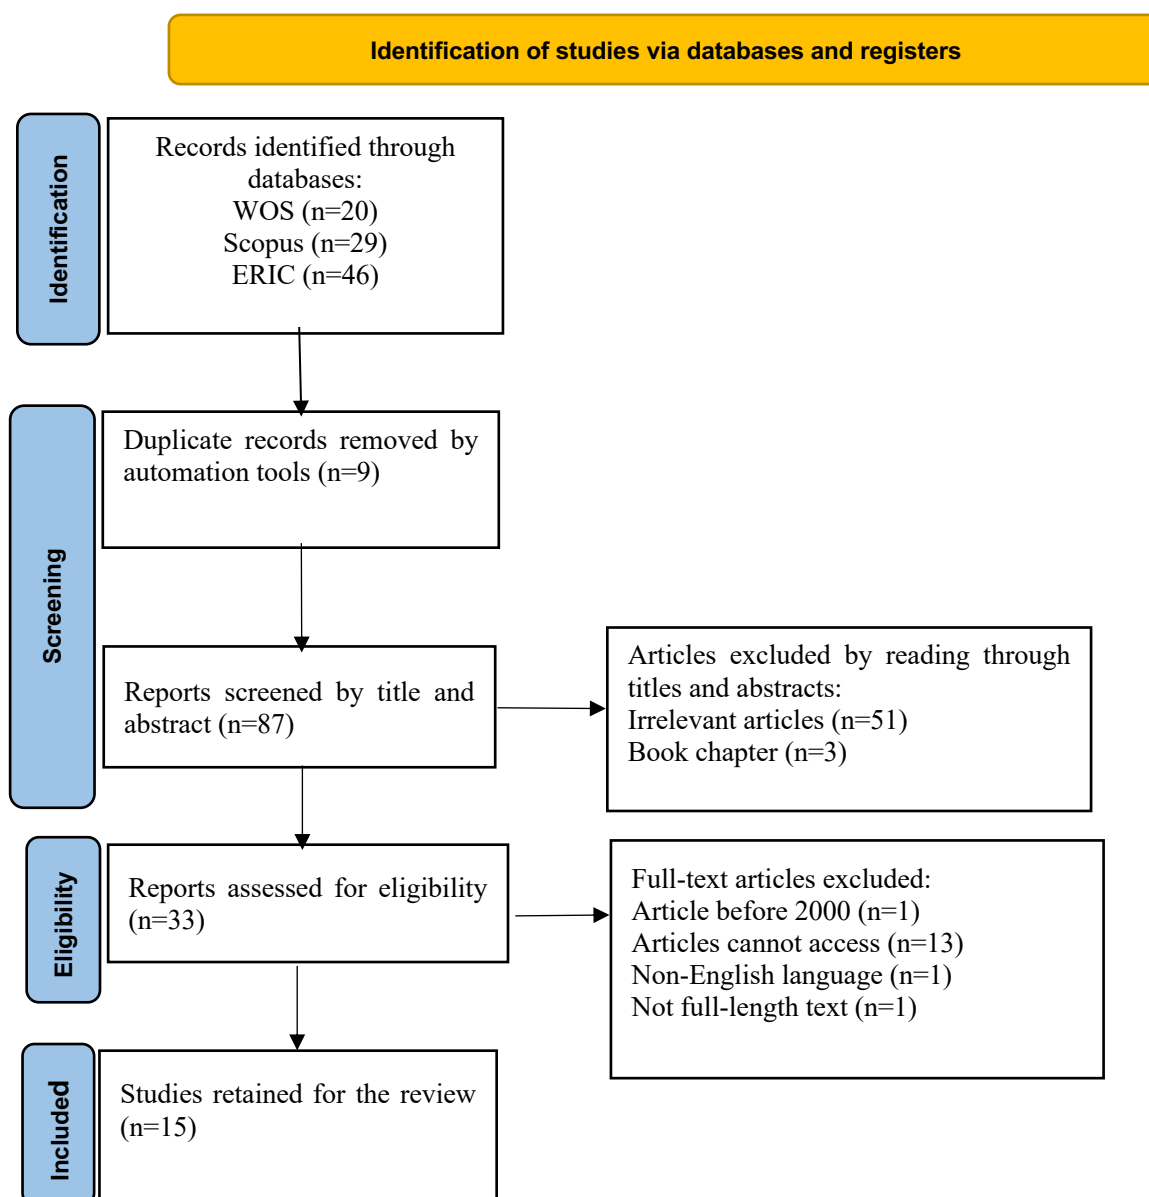 Identification of studies via databases and registers
Identification
Records identified through
databases:
WOS (n=20)
Scopus (n=29)
ERIC (n=46)
Screening
Duplicate records removed by
automation tools (n=9)
Reports screened by title and
abstract (n=87)
Articles excluded by reading through
titles and abstracts:
Irrelevant articles (n=51)
Book chapter (n=3)
Eligibility
Reports assessed for eligibility
(n=33)
Full-text articles excluded:
Article before 2000 (n=1)
Articles cannot access (n=13)
Non-English language (n=1)
Not full-length text (n=1)
Included
Studies retained for the review
(n=15)